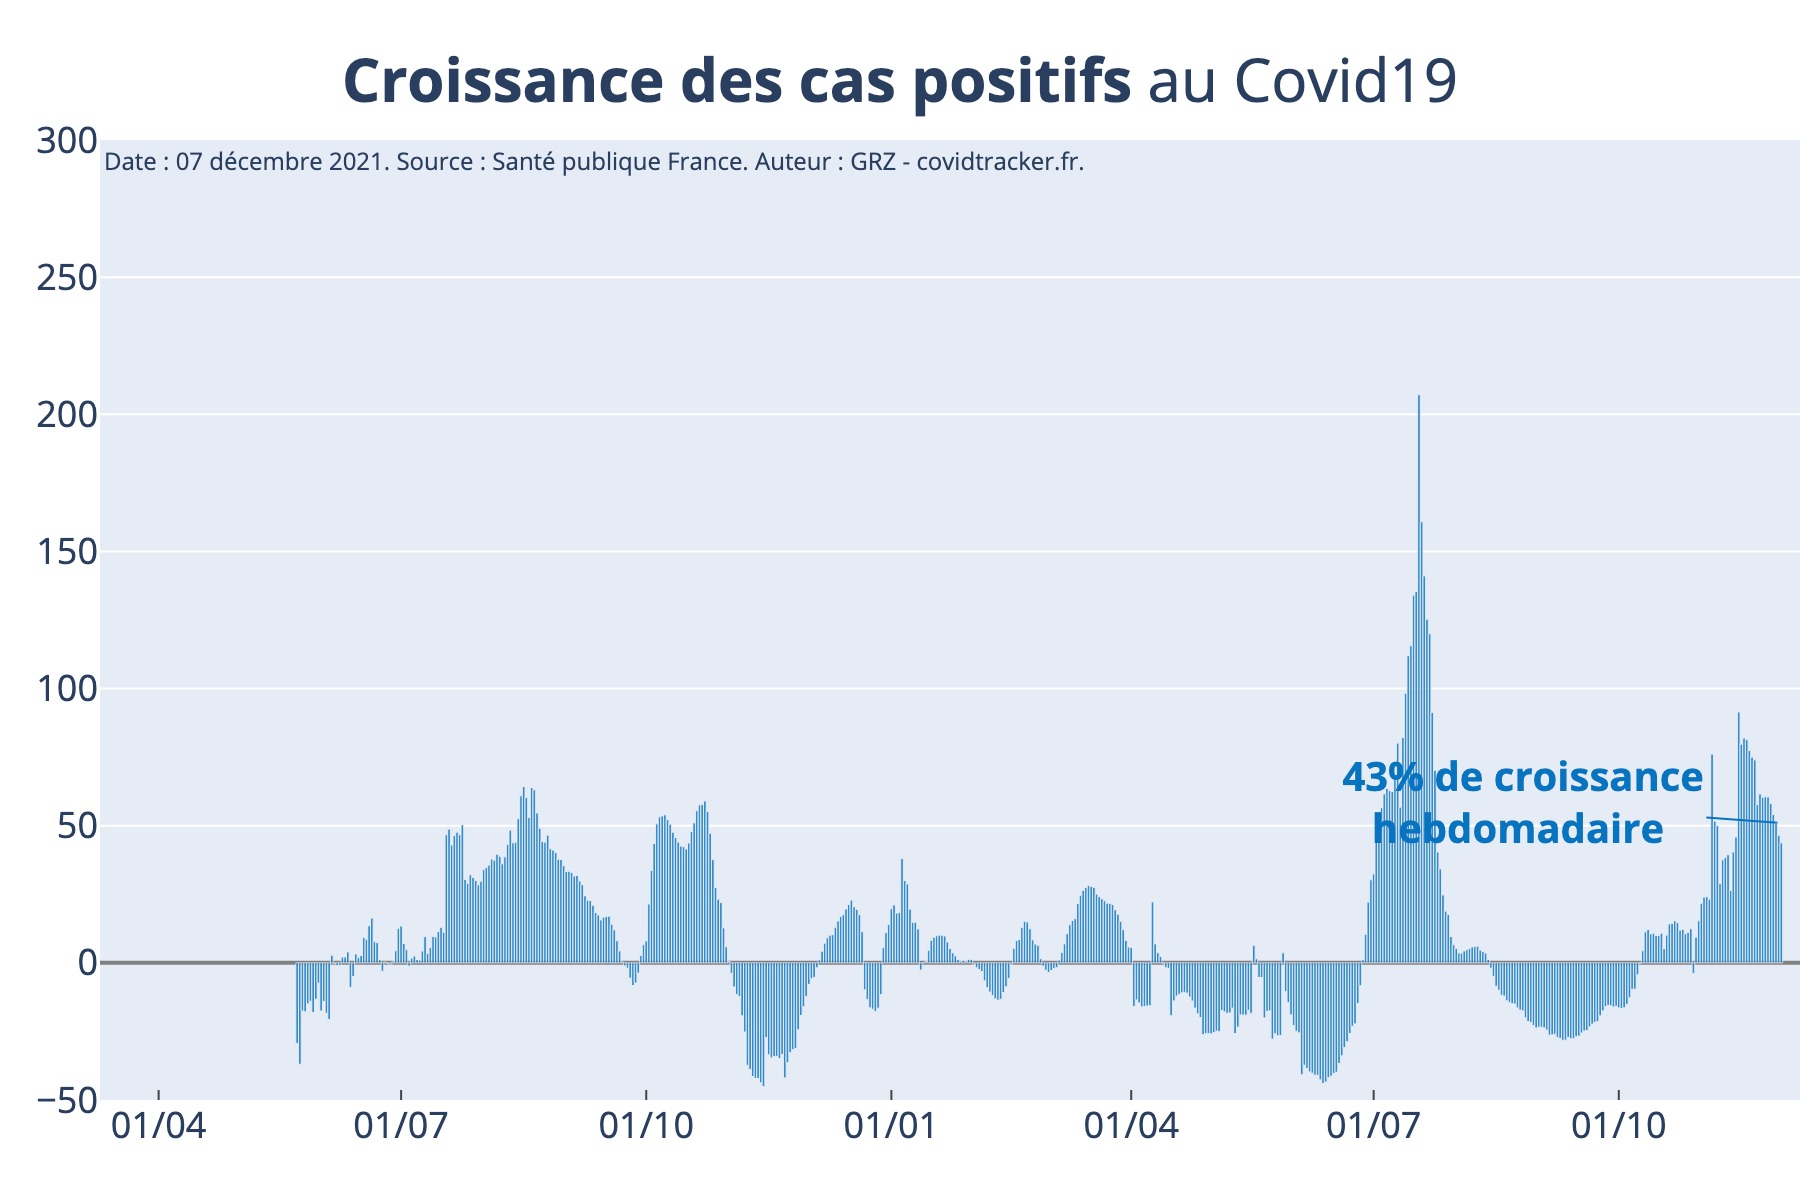 Croissance des cas positifs au Covid19
300
Date : 07 décembre 2021. Source : Santé publique France. Auteur : GRZ - covidtracker.fr.
250
200
150
100
43% de croissance
hebdomadaire
50
0
−50
01/04 01/07 01/10 01/01 01/04 01/07 01/10